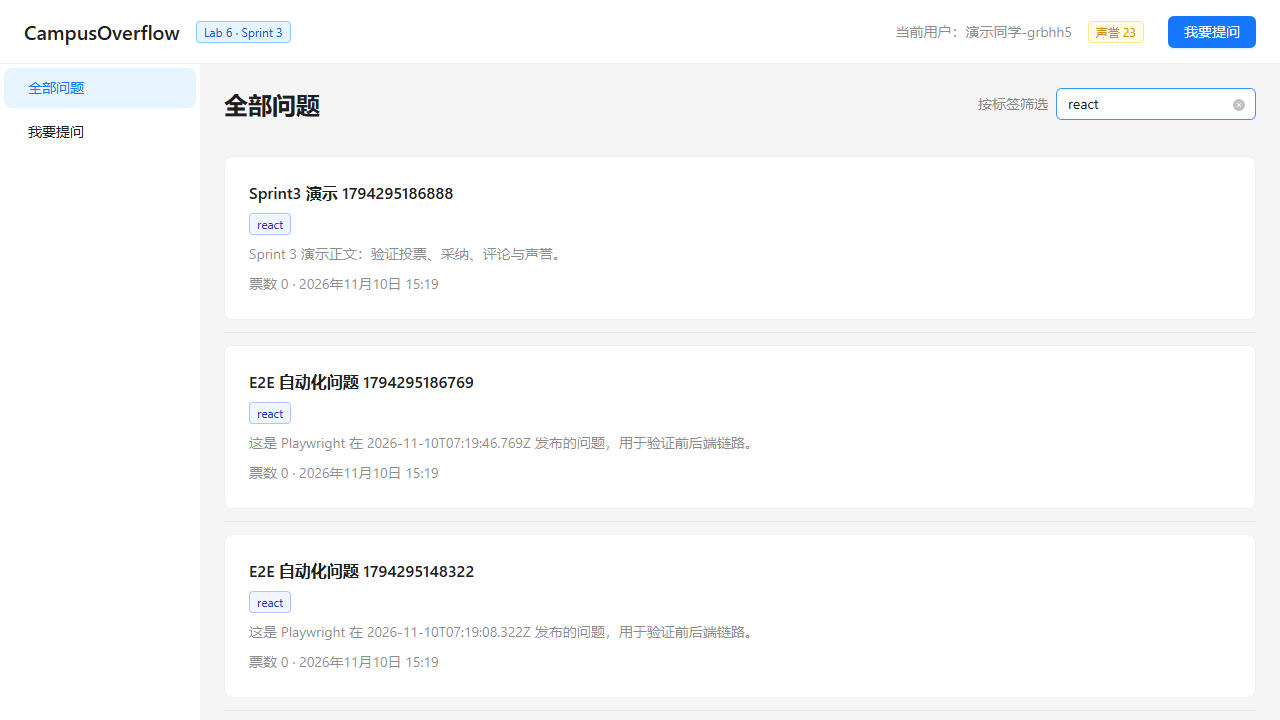 CampusOverflow
Lab 6 · Sprint 3
当前用户：演示同学-grbhh5
声誉 23
我要提问
全部问题
我要提问
全部问题
按标签筛选
react
Sprint3 演示 1794295186888
react
Sprint 3 演示正文：验证投票、采纳、评论与声誉。
票数 0 · 2026年11月10日 15:19
E2E 自动化问题 1794295186769
react
这是 Playwright 在 2026-11-10T07:19:46.769Z 发布的问题，用于验证前后端链路。
票数 0 · 2026年11月10日 15:19
E2E 自动化问题 1794295148322
react
这是 Playwright 在 2026-11-10T07:19:08.322Z 发布的问题，用于验证前后端链路。
票数 0 · 2026年11月10日 15:19